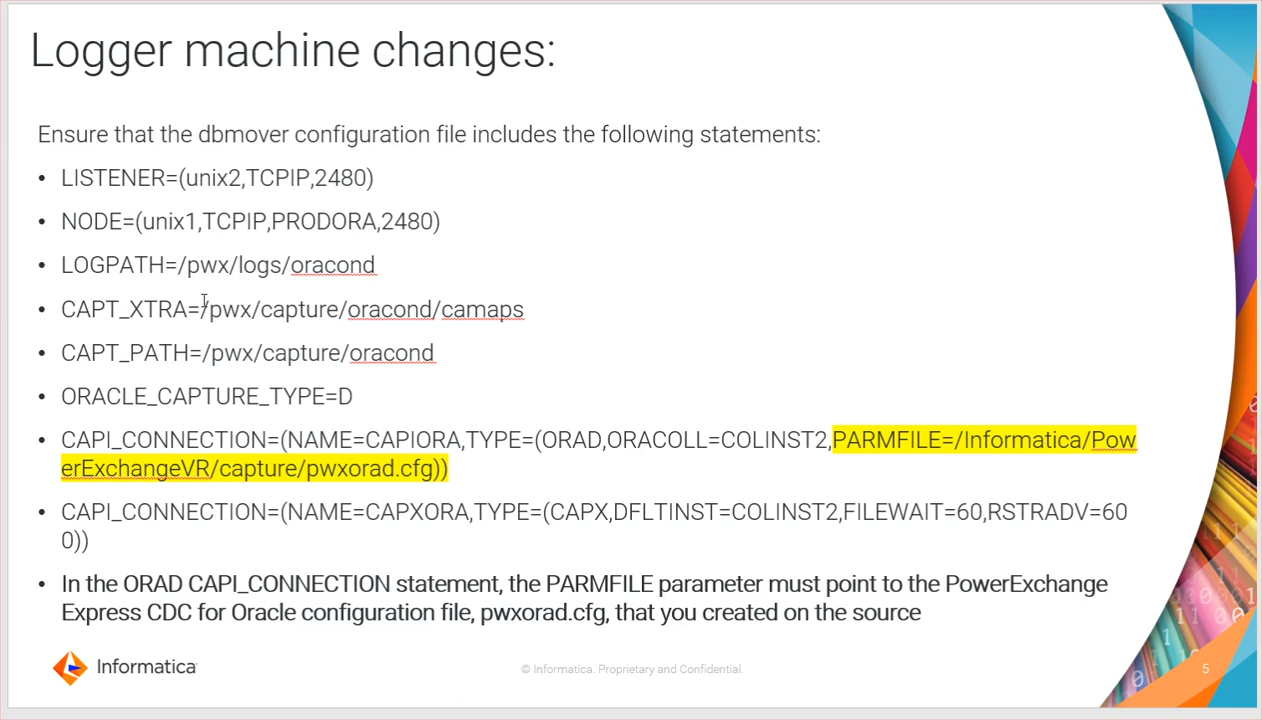 Logger machine changes:
Ensure that the dbmover configuration file includes the following statements:
• LISTENER=(unix2,TCPIP,2480)
• NODE=(unix1,TCPIP,PRODORA,2480)
• LOGPATH=/pwx/logs/oracond
• CAPT_XTRA=/pwx/capture/oracond/camaps
• CAPT_PATH=/pwx/capture/oracond
• ORACLE_CAPTURE_TYPE=D
• CAPI_CONNECTION=(NAME=CAPIORA,TYPE=(ORAD,ORACOLL=COLINST2,PARMFILE=/Informatica/Pow
erExchangeVR/capture/pwxorad.cfg))
• CAPI_CONNECTION=(NAME=CAPXORA,TYPE=(CAPX,DFLTINST=COLINST2,FILEWAIT=60,RSTRADV=60
0))
• In the ORAD CAPI_CONNECTION statement, the PARMFILE parameter must point to the PowerExchange
Express CDC for Oracle configuration file, pwxorad.cfg, that you created on the source
Informatica
© Informatica. Proprietary and Confidential.
5